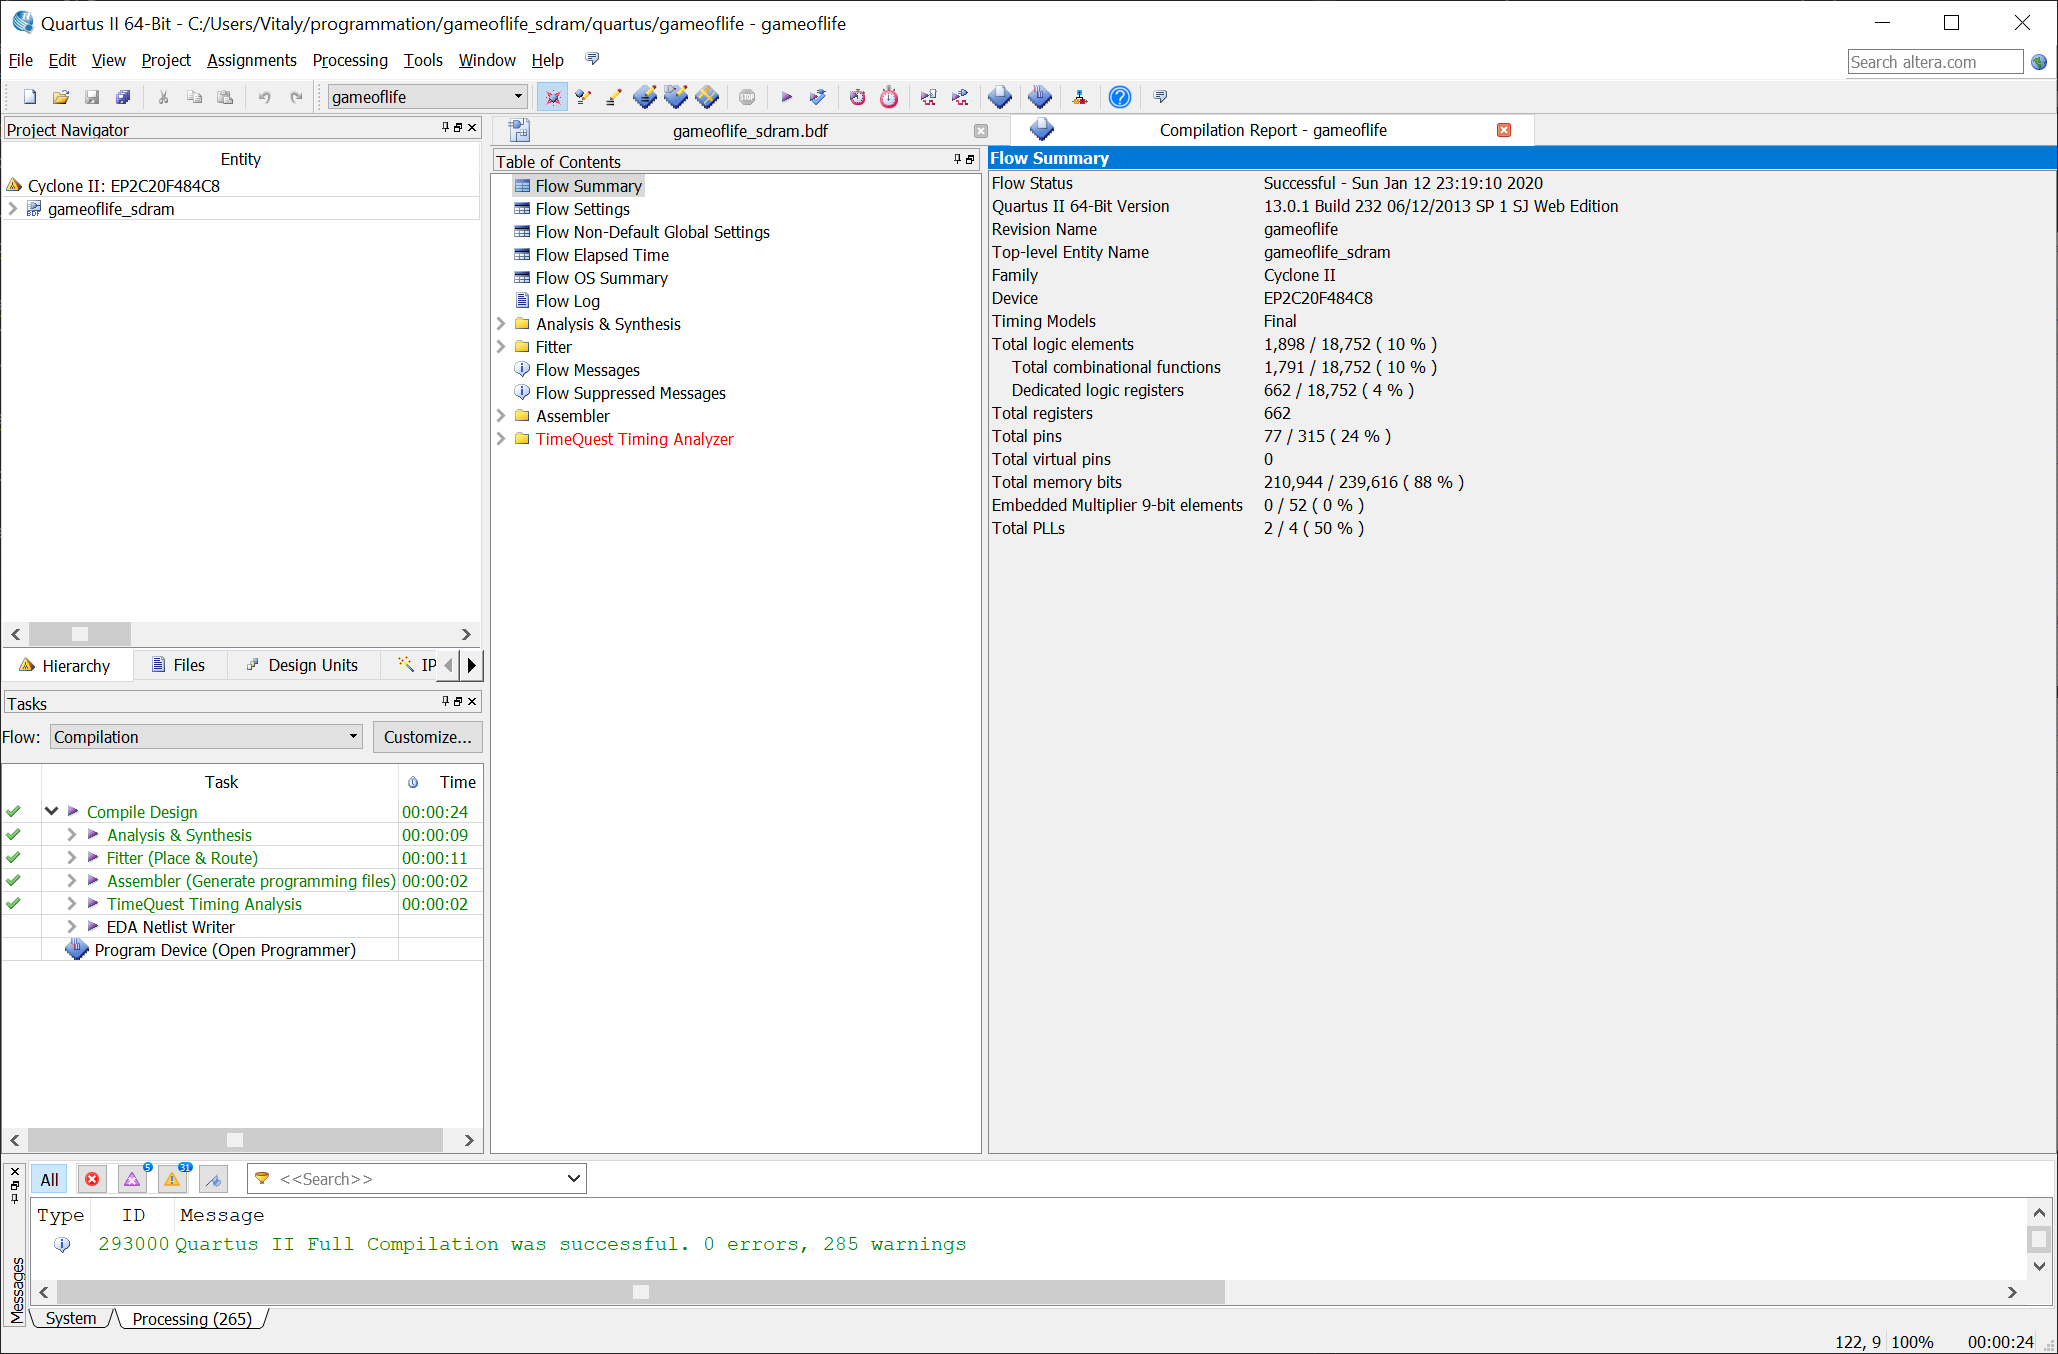 Quartus II 64-Bit - C:/Users/Vitaly/programmation/gameoflife_sdram/quartus/gameoflife - gameoflife
File Edit View Project Assignments Processing Tools Window Help
Search altera.com
gameoflife
Project Navigator
Entity
Cyclone II: EP2C20F484C8
gameoflife_sdram
Hierarchy Files Design Units IP
Tasks
Flow: Compilation Customize...
Task Time
Compile Design 00:00:24
Analysis & Synthesis 00:00:09
Fitter (Place & Route) 00:00:11
Assembler (Generate programming files) 00:00:02
TimeQuest Timing Analysis 00:00:02
EDA Netlist Writer
Program Device (Open Programmer)
gameoflife_sdram.bdf
Compilation Report - gameoflife
Table of Contents
Flow Summary
Flow Settings
Flow Non-Default Global Settings
Flow Elapsed Time
Flow OS Summary
Flow Log
Analysis & Synthesis
Fitter
Flow Messages
Flow Suppressed Messages
Assembler
TimeQuest Timing Analyzer
Flow Summary
Flow Status Successful - Sun Jan 12 23:19:10 2020
Quartus II 64-Bit Version 13.0.1 Build 232 06/12/2013 SP 1 SJ Web Edition
Revision Name gameoflife
Top-level Entity Name gameoflife_sdram
Family Cyclone II
Device EP2C20F484C8
Timing Models Final
Total logic elements 1,898 / 18,752 ( 10 % )
Total combinational functions 1,791 / 18,752 ( 10 % )
Dedicated logic registers 662 / 18,752 ( 4 % )
Total registers 662
Total pins 77 / 315 ( 24 % )
Total virtual pins 0
Total memory bits 210,944 / 239,616 ( 88 % )
Embedded Multiplier 9-bit elements 0 / 52 ( 0 % )
Total PLLs 2 / 4 ( 50 % )
Messages
All 5 31 <<Search>>
Type ID Message
293000 Quartus II Full Compilation was successful. 0 errors, 285 warnings
System Processing (265)
122, 9 100% 00:00:24